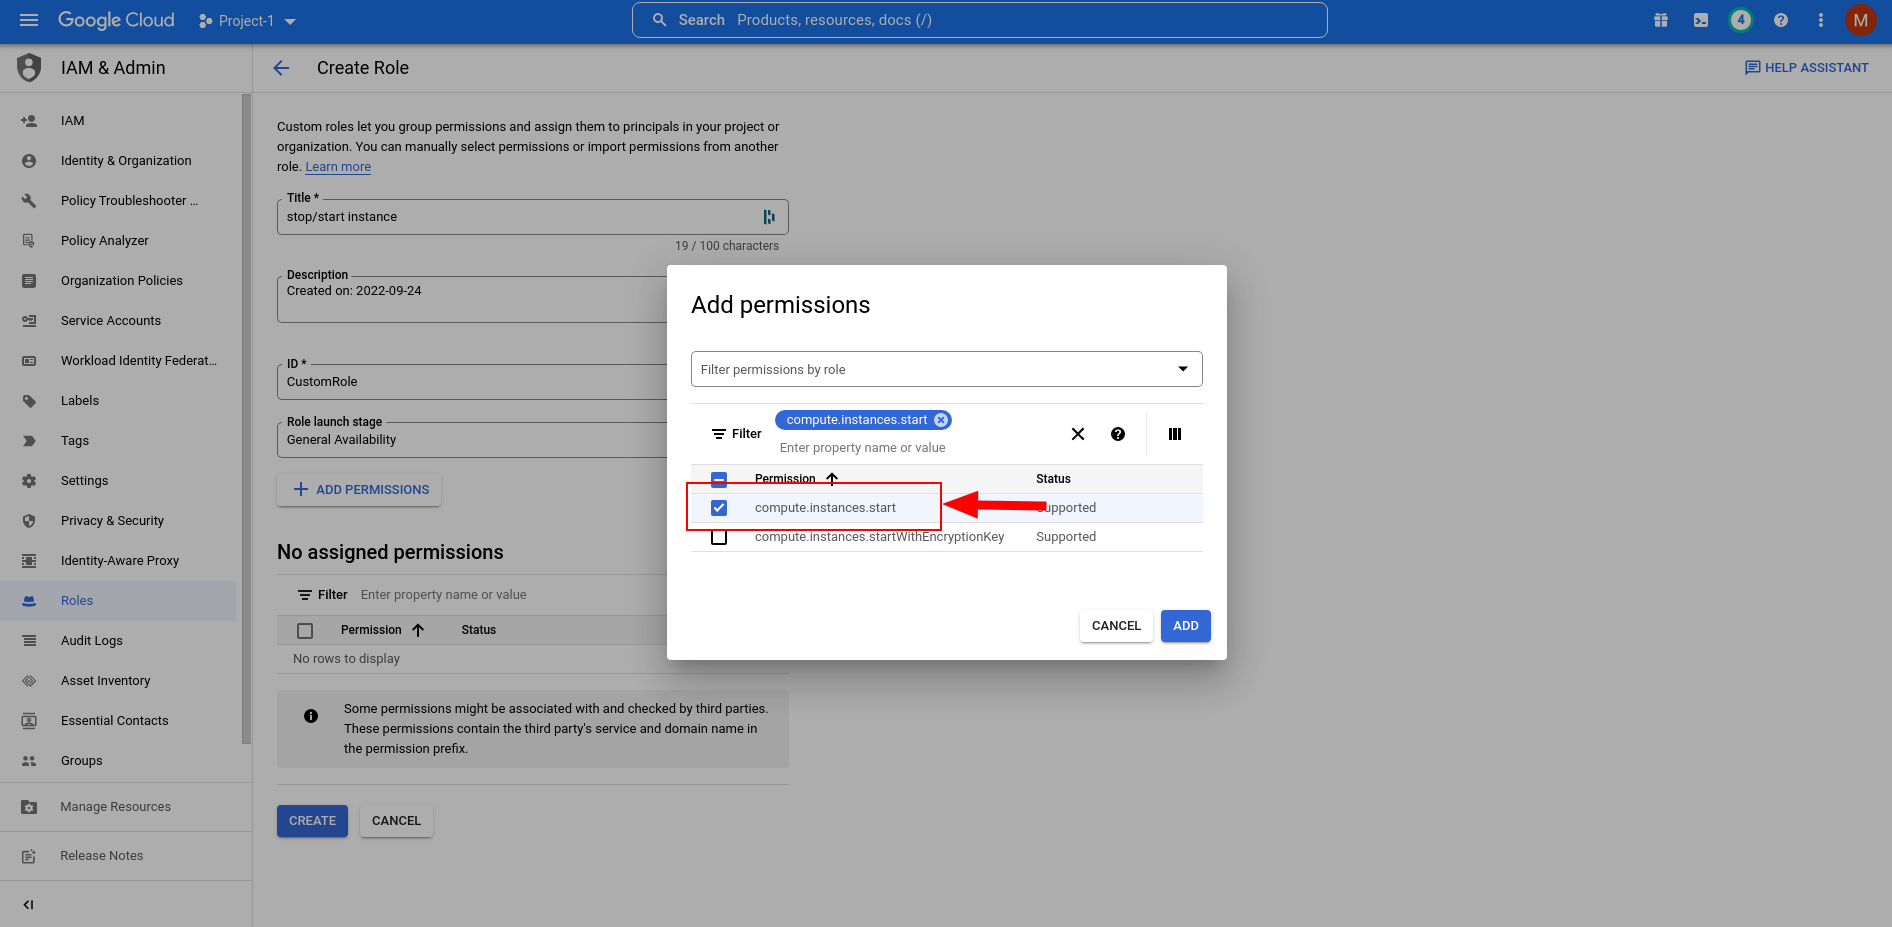 Google Cloud
Project-1
Search Products, resources, docs (/)
4
M
IAM & Admin
Create Role
HELP ASSISTANT
IAM
Identity & Organization
Policy Troubleshooter ...
Policy Analyzer
Organization Policies
Service Accounts
Workload Identity Federat...
Labels
Tags
Settings
Privacy & Security
Identity-Aware Proxy
Roles
Audit Logs
Asset Inventory
Essential Contacts
Groups
Manage Resources
Release Notes
Custom roles let you group permissions and assign them to principals in your project or
organization. You can manually select permissions or import permissions from another
role. Learn more
Title *
stop/start instance
19 / 100 characters
Description
Created on: 2022-09-24
ID *
CustomRole
Role launch stage
General Availability
ADD PERMISSIONS
No assigned permissions
Filter Enter property name or value
Permission Status
No rows to display
Some permissions might be associated with and checked by third parties.
These permissions contain the third party's service and domain name in
the permission prefix.
CREATE CANCEL
Add permissions
Filter permissions by role
compute.instances.start
Filter
Enter property name or value
Permission Status
compute.instances.start Supported
compute.instances.startWithEncryptionKey Supported
CANCEL ADD